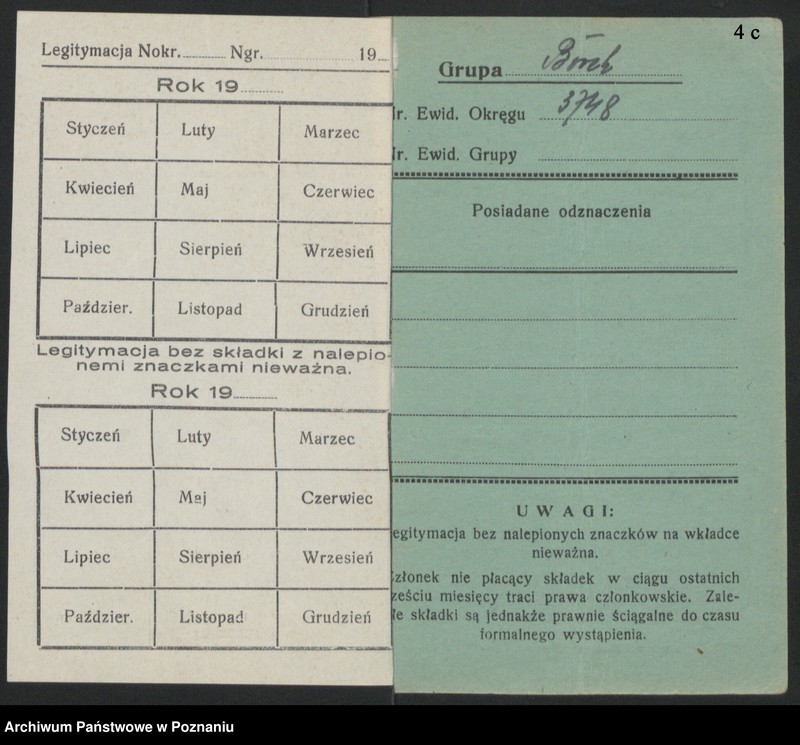 4 c
Legitymacja Nokr. Ngr. 19
Rok 19
Styczeń Luty Marzec
Kwiecień Maj Czerwiec
Lipiec Sierpień Wrzesień
Paździer. Listopad Grudzień
Legitymacja bez składki z nalepio-
nemi znaczkami nieważna.
Rok 19
Styczeń Luty Marzec
Kwiecień Maj Czerwiec
Lipiec Sierpień Wrzesień
Paździer. Listopad Grudzień
Grupa
Nr. Ewid. Okręgu 3748
Nr. Ewid. Grupy
Posiadane odznaczenia
UWAGI:
egitymacja bez nalepionych znaczków na wkładce
nieważna.
Członek nie płacący składek w ciągu ostatnich
ześciu miesięcy traci prawa członkowskie. Zale-
łe składki są jednakże prawnie ściągalne do czasu
formalnego wystąpienia.
Archiwum Państwowe w Poznaniu